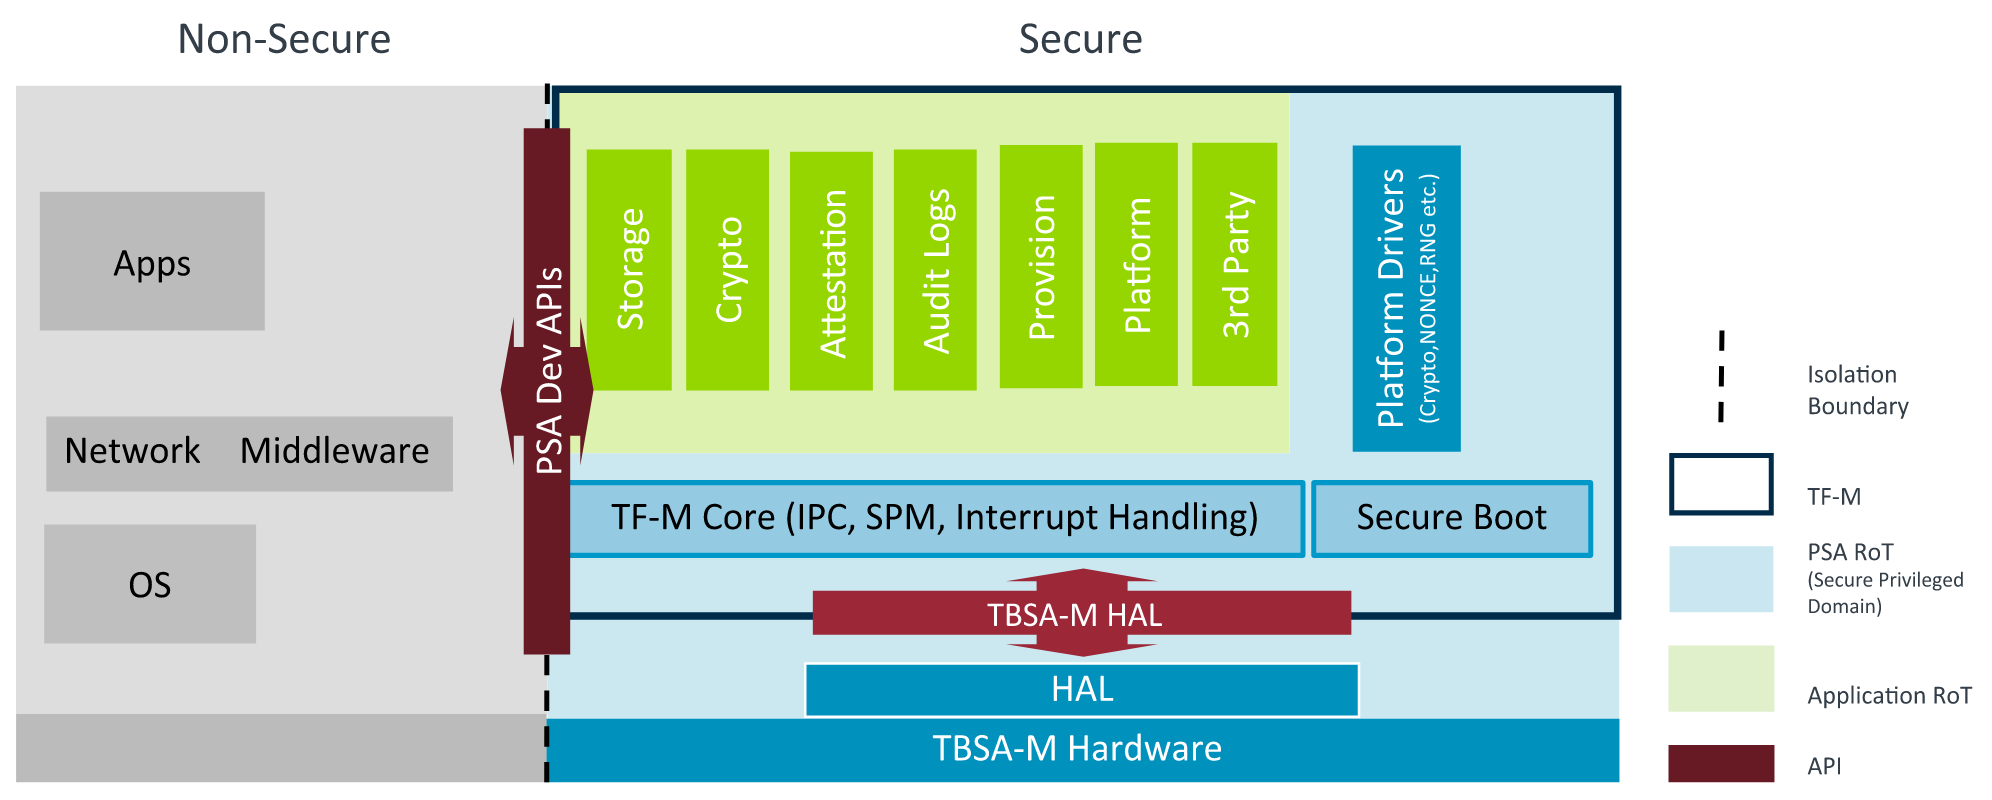 Non-Secure
Secure
Apps
Network Middleware
OS
PSA Dev APIs
Storage
Crypto
Attestation
Audit Logs
Provision
Platform
3rd Party
Platform Drivers
(Crypto,NONCE,RNG etc.)
TF-M Core (IPC, SPM, Interrupt Handling)
Secure Boot
TBSA-M HAL
HAL
TBSA-M Hardware
Isolation
Boundary
TF-M
PSA RoT
(Secure Privileged
Domain)
Application RoT
API